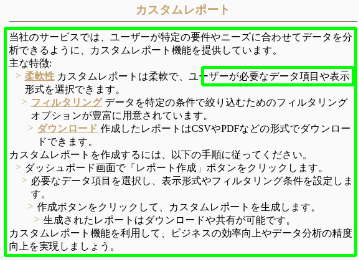 カスタムレポート
当社のサービスでは、ユーザーが特定の要件やニーズに合わせてデータを分
析できるように、カスタムレポート機能を提供しています。
主な特徴:
> 柔軟性 カスタムレポートは柔軟で、ユーザーが必要なデータ項目や表示
形式を選択できます。
> フィルタリング データを特定の条件で絞り込むためのフィルタリング
オプションが豊富に用意されています。
> ダウンロード 作成したレポートはCSVやPDFなどの形式でダウンロー
ドできます。
カスタムレポートを作成するには、以下の手順に従ってください。
> ダッシュボード画面で「レポート作成」ボタンをクリックします。
> 必要なデータ項目を選択し、表示形式やフィルタリング条件を設定しま
す。
> 作成ボタンをクリックして、カスタムレポートを生成します。
> 生成されたレポートはダウンロードや共有が可能です。
カスタムレポート機能を利用して、ビジネスの効率向上やデータ分析の精度
向上を実現しましょう。